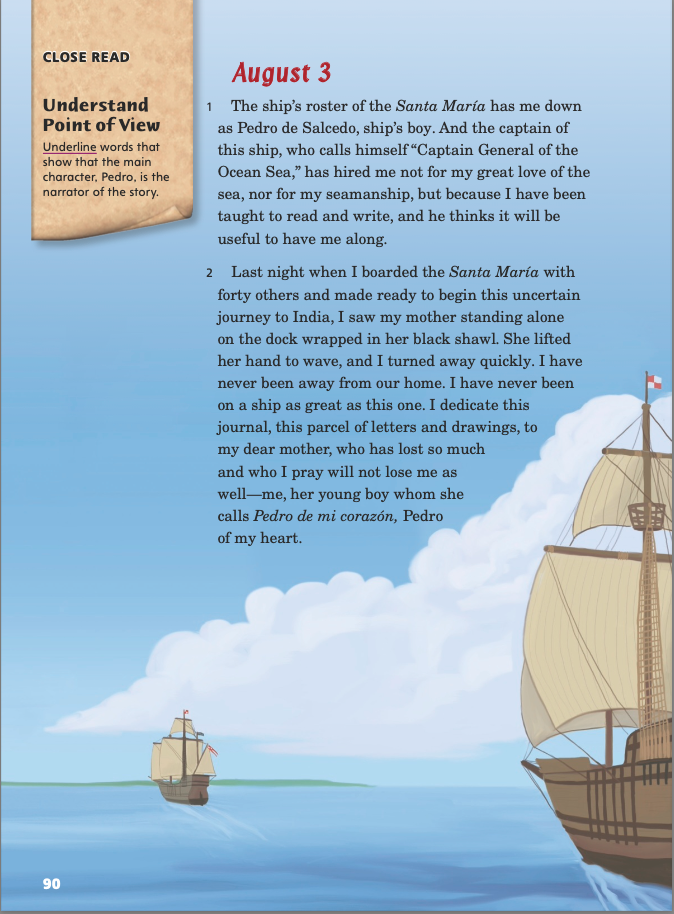 CLOSE READ
Understand
Point of View
Underline words that
show that the main
character, Pedro, is the
narrator of the story.
August 3
1 The ship's roster of the Santa María has me down
as Pedro de Salcedo, ship's boy. And the captain of
this ship, who calls himself “Captain General of the
Ocean Sea,” has hired me not for my great love of the
sea, nor for my seamanship, but because I have been
taught to read and write, and he thinks it will be
useful to have me along.
2 Last night when I boarded the Santa María with
forty others and made ready to begin this uncertain
journey to India, I saw my mother standing alone
on the dock wrapped in her black shawl. She lifted
her hand to wave, and I turned away quickly. I have
never been away from our home. I have never been
on a ship as great as this one. I dedicate this
journal, this parcel of letters and drawings, to
my dear mother, who has lost so much
and who I pray will not lose me as
well—me, her young boy whom she
calls Pedro de mi corazón, Pedro
of my heart.
90